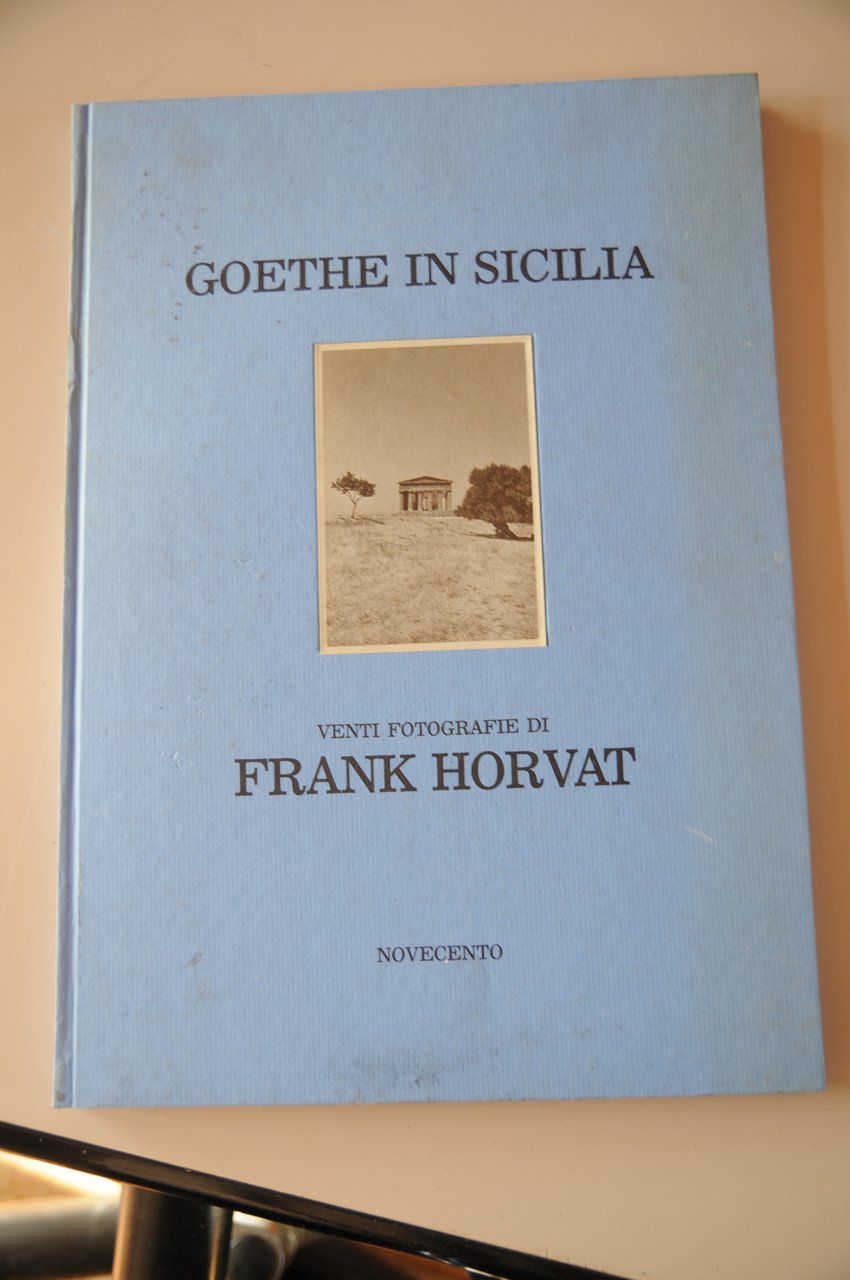 GOETHE IN SICILIA
VENTI FOTOGRAFIE DI
FRANK HORVAT
NOVECENTO